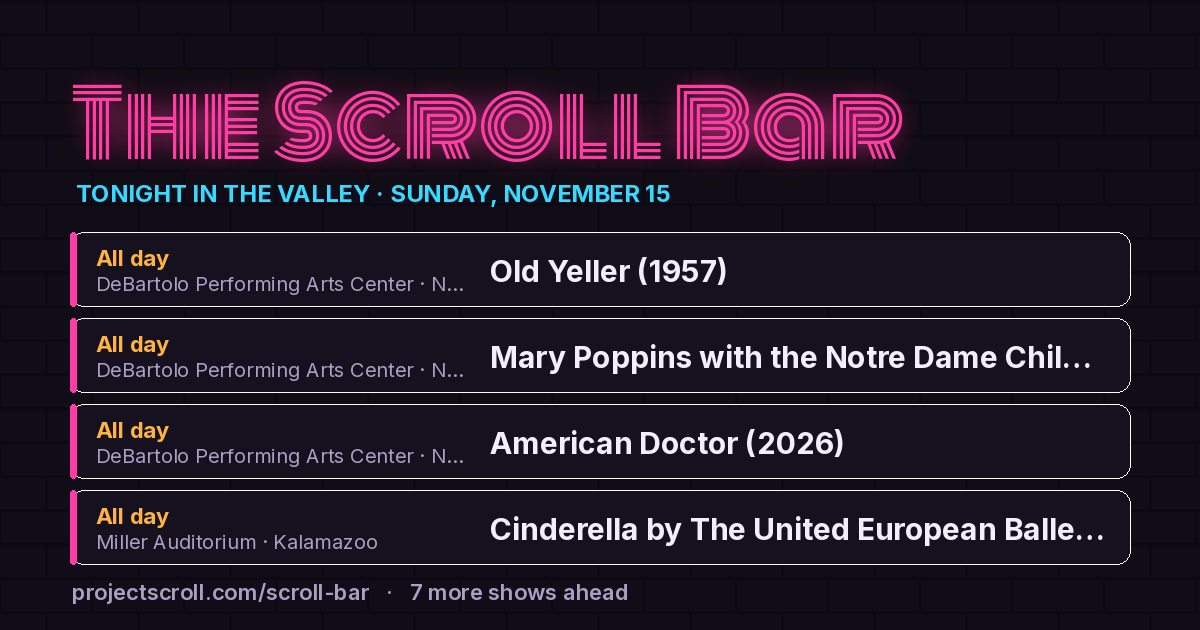 The Scroll Bar
TONIGHT IN THE VALLEY · SUNDAY, NOVEMBER 15
All day
DeBartolo Performing Arts Center · N...
Old Yeller (1957)
All day
DeBartolo Performing Arts Center · N...
Mary Poppins with the Notre Dame Chil...
All day
DeBartolo Performing Arts Center · N...
American Doctor (2026)
All day
Miller Auditorium · Kalamazoo
Cinderella by The United European Balle...
projectscroll.com/scroll-bar · 7 more shows ahead